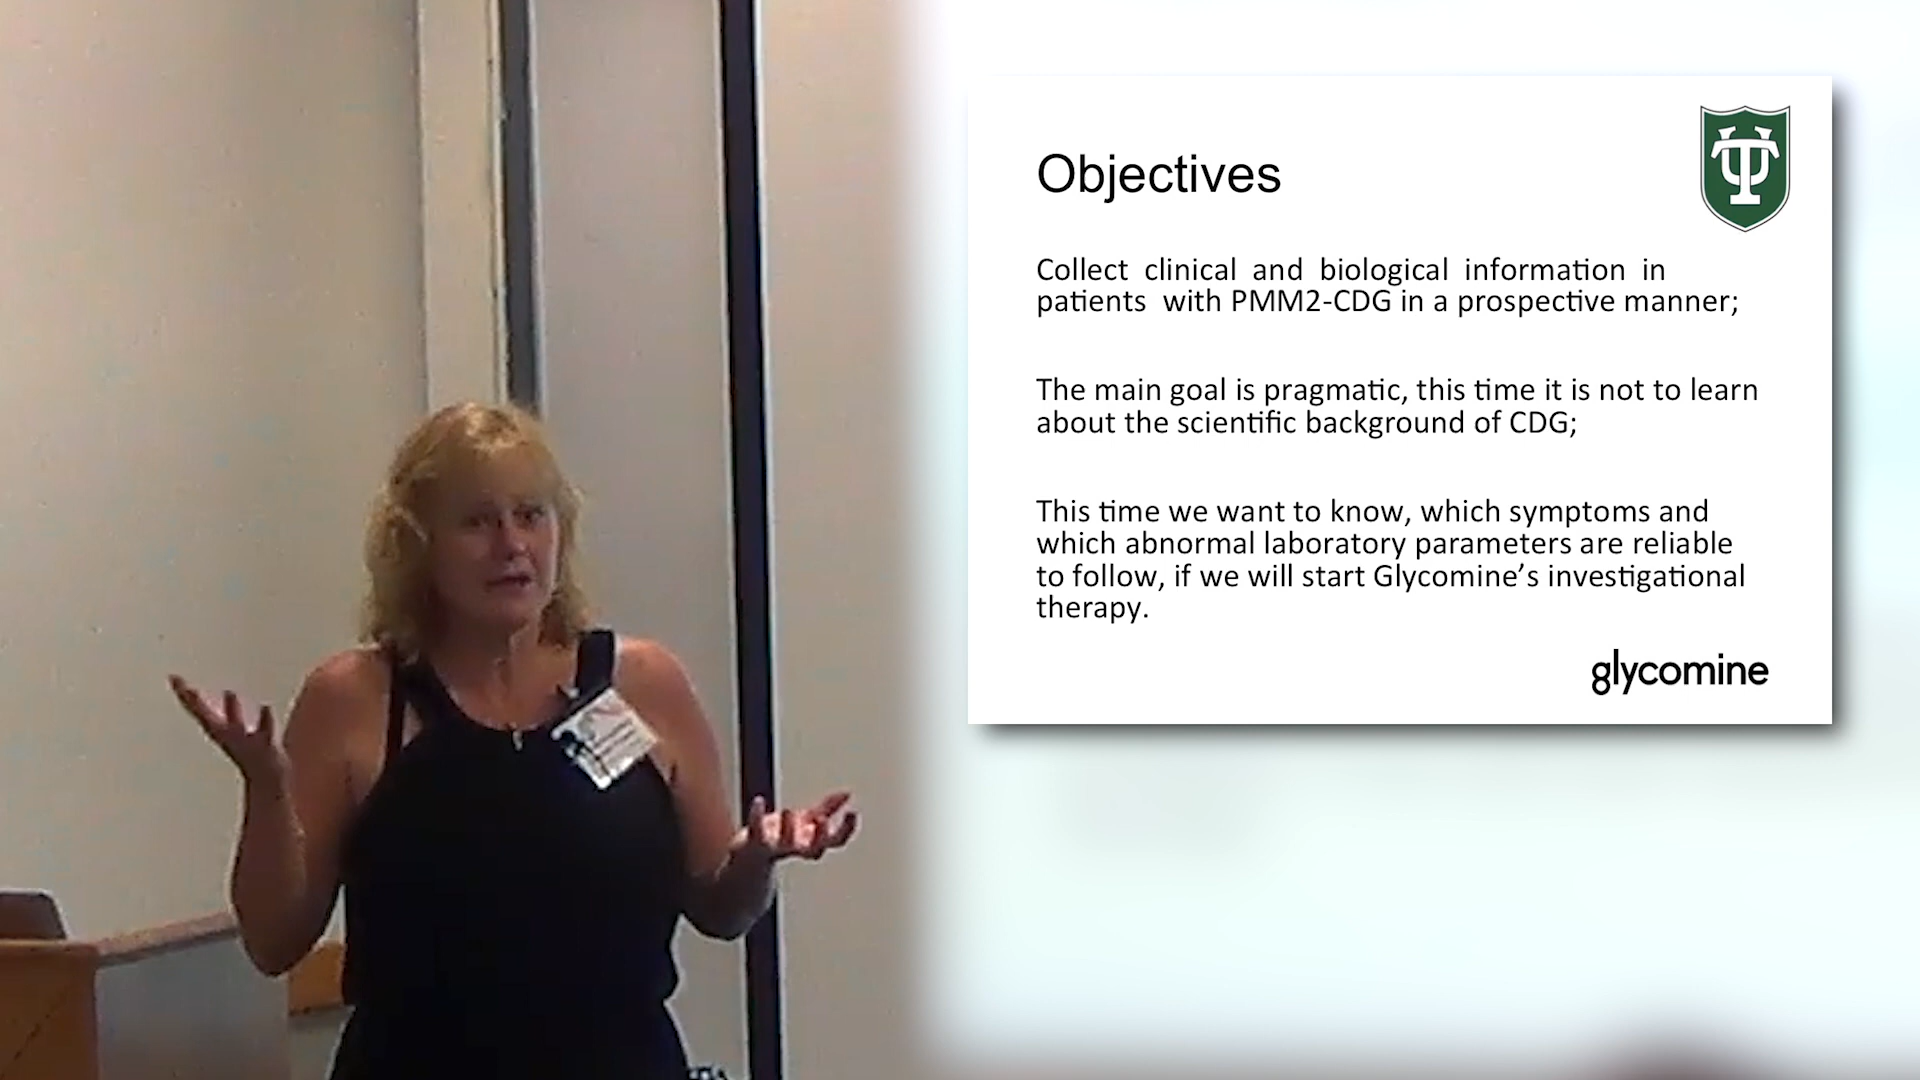 Objectives
Collect clinical and biological information in
patients with PMM2-CDG in a prospective manner;
The main goal is pragmatic, this time it is not to learn
about the scientific background of CDG;
This time we want to know, which symptoms and
which abnormal laboratory parameters are reliable
to follow, if we will start Glycomine’s investigational
therapy.
glycomine